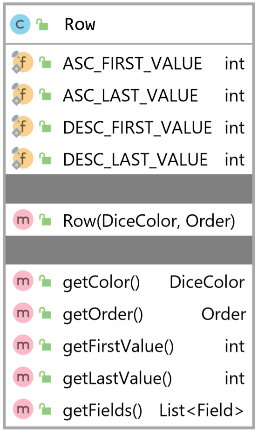 C Row
f ASC_FIRST_VALUE int
f ASC_LAST_VALUE int
f DESC_FIRST_VALUE int
f DESC_LAST_VALUE int
m Row(DiceColor, Order)
m getColor() DiceColor
m getOrder() Order
m getFirstValue() int
m getLastValue() int
m getFields() List<Field>